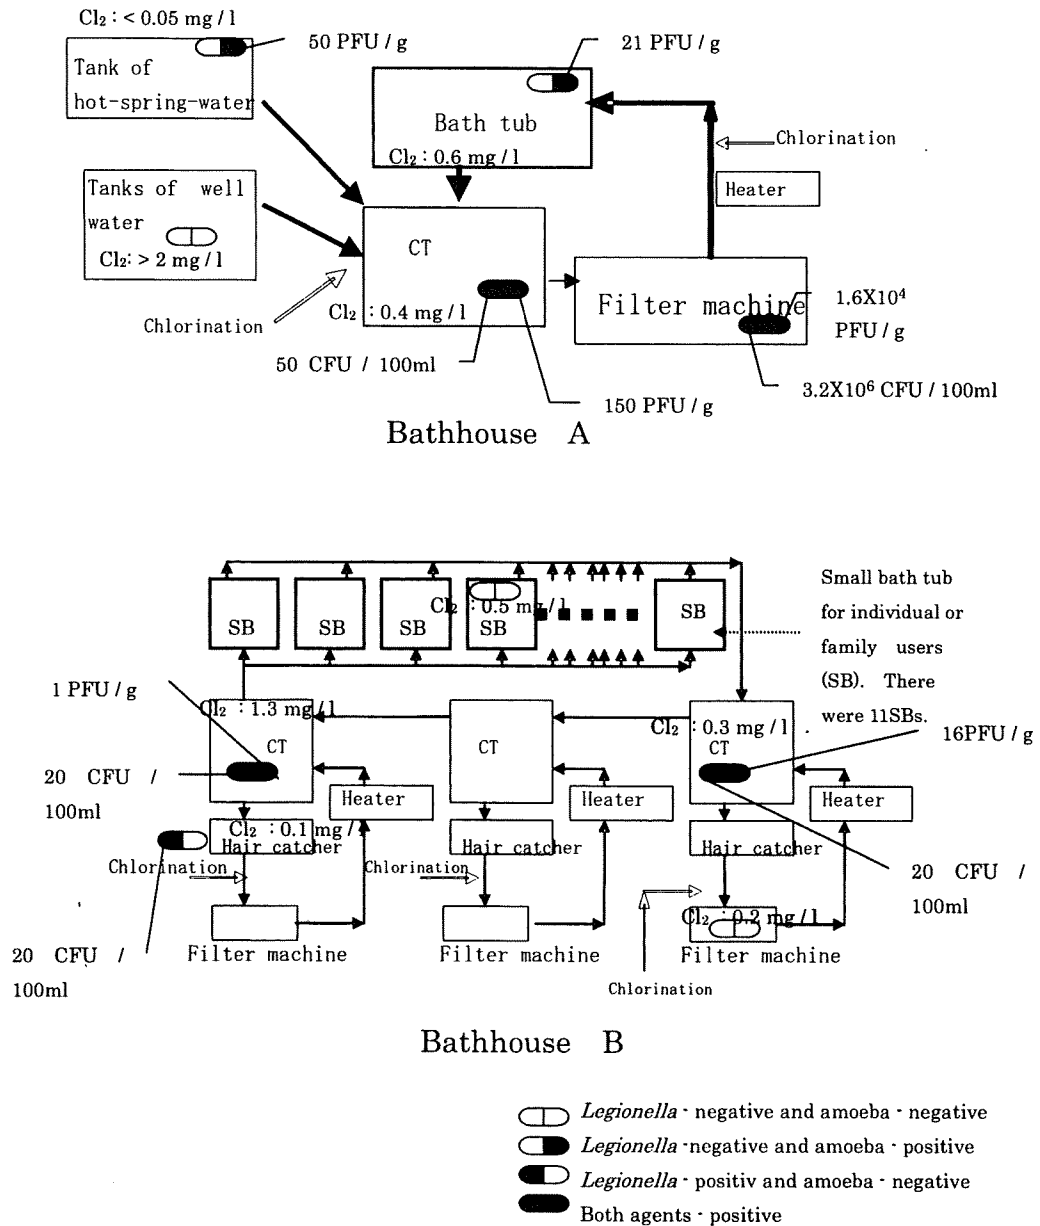 Cl₂ : < 0.05 mg / l
50 PFU / g
21 PFU / g
Tank of
hot-spring-water
Bath tub
Cl₂ : 0.6 mg / l
Chlorination
Tanks of well
water
Cl₂: > 2 mg / l
Heater
CT
Cl₂ : 0.4 mg / l
Chlorination
Filter machine
1.6X10⁴
PFU / g
50 CFU / 100ml
3.2X10⁶ CFU / 100ml
150 PFU / g
Bathhouse A
Small bath tub
for individual or
family users
(SB). There
were 11SBs.
Cl₂ : 0.5 mg / l
SB
SB
SB
SB
SB
1 PFU / g
Cl₂ : 1.3 mg / l
Cl₂ : 0.3 mg / l
16PFU / g
CT
CT
CT
20 CFU /
100ml
Heater
Heater
Heater
Cl₂ : 0.1 mg / l
Hair catcher
Hair catcher
Hair catcher
Chlorination
Chlorination
20 CFU /
100ml
Cl₂ : 0.2 mg / l
20 CFU /
100ml
Filter machine
Filter machine
Filter machine
Chlorination
Bathhouse B
Legionella - negative and amoeba - negative
Legionella -negative and amoeba - positive
Legionella - positiv and amoeba - negative
Both agents - positive